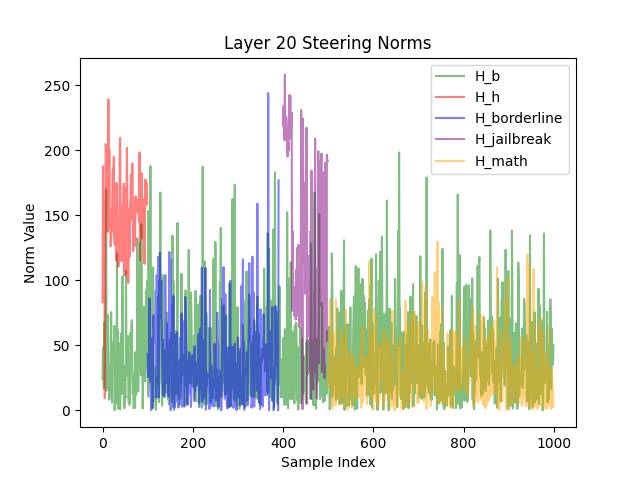 Layer 20 Steering Norms
H_b
H_h
H_borderline
H_jailbreak
H_math
Norm Value
250
200
150
100
50
0
0
200
400
600
800
1000
Sample Index